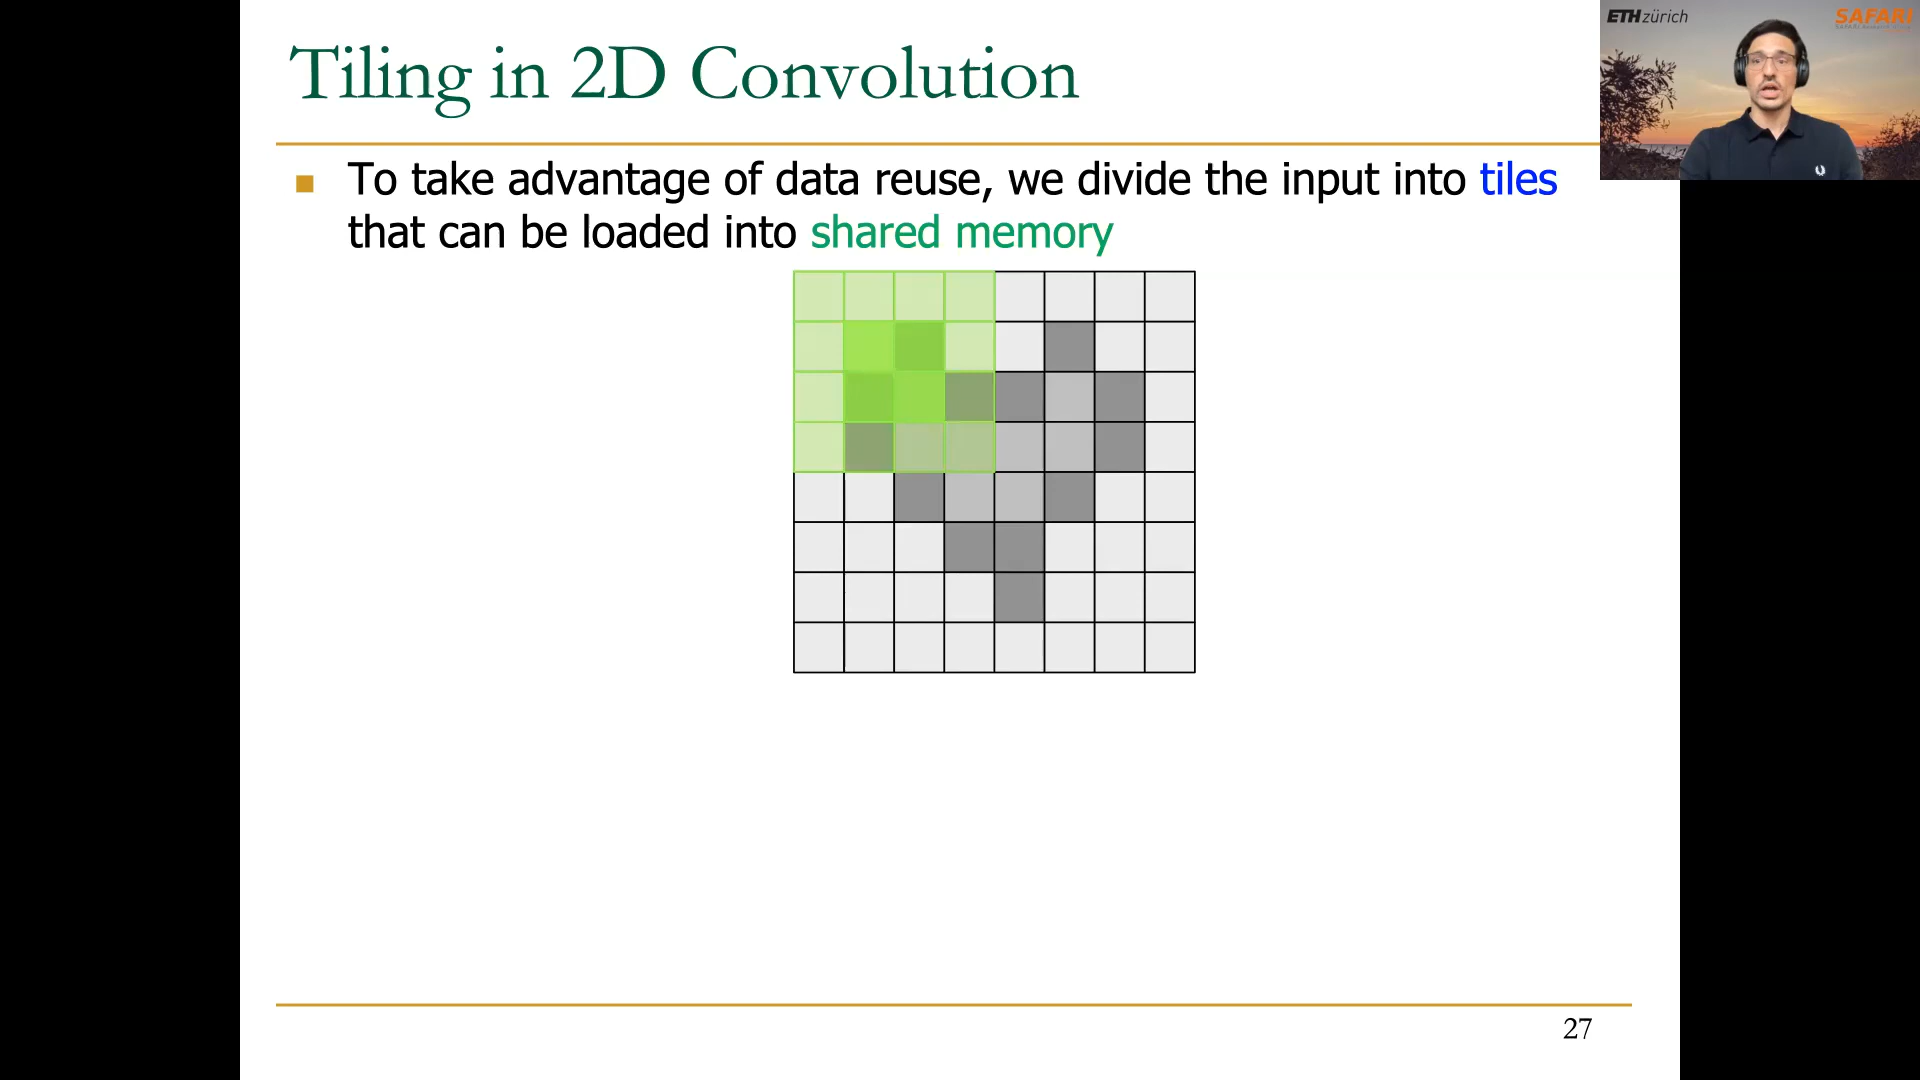 Tiling in 2D Convolution
ETH zürich
SAFARI
To take advantage of data reuse, we divide the input into tiles
that can be loaded into shared memory
27